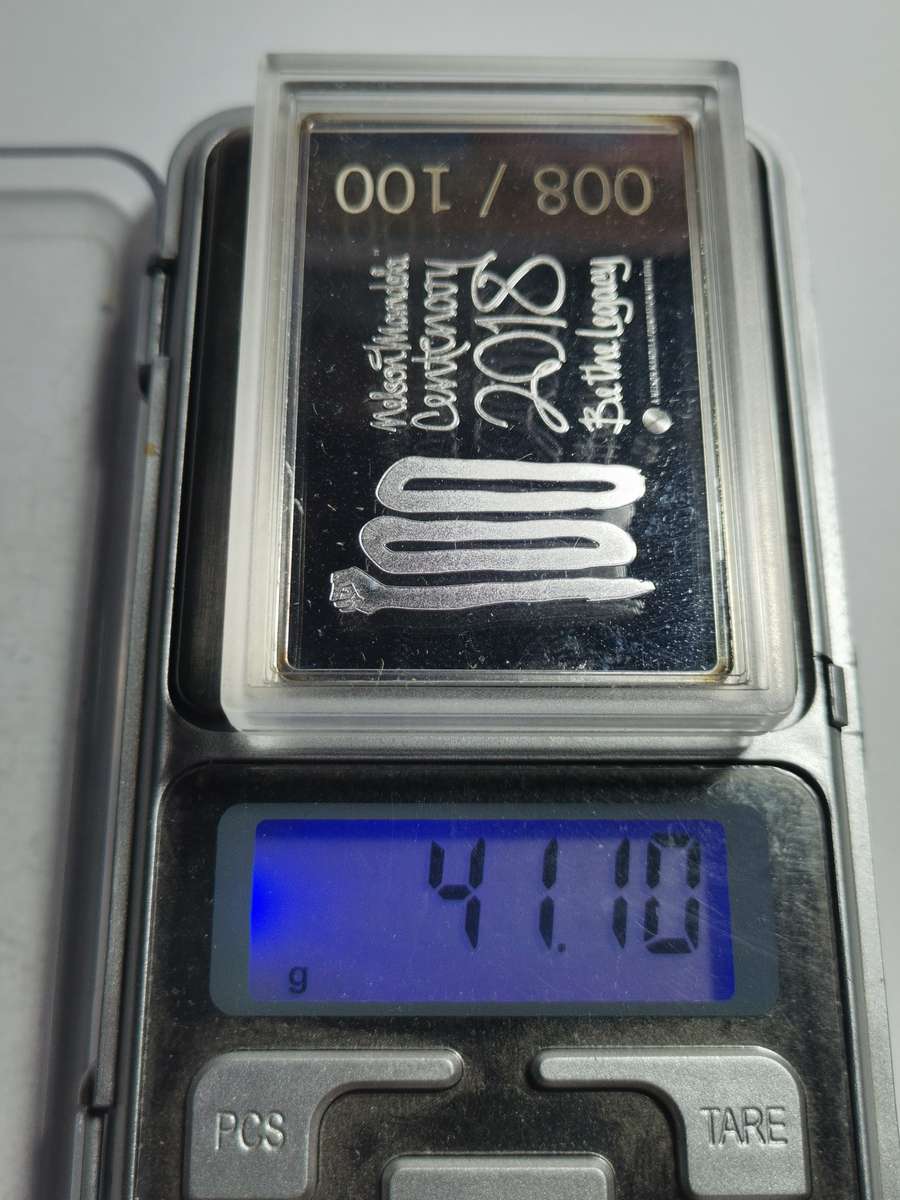 008 / 100
Nelson Mandela
Centenary
2018
Be the Legacy
100
41.10
g
PCS
TARE